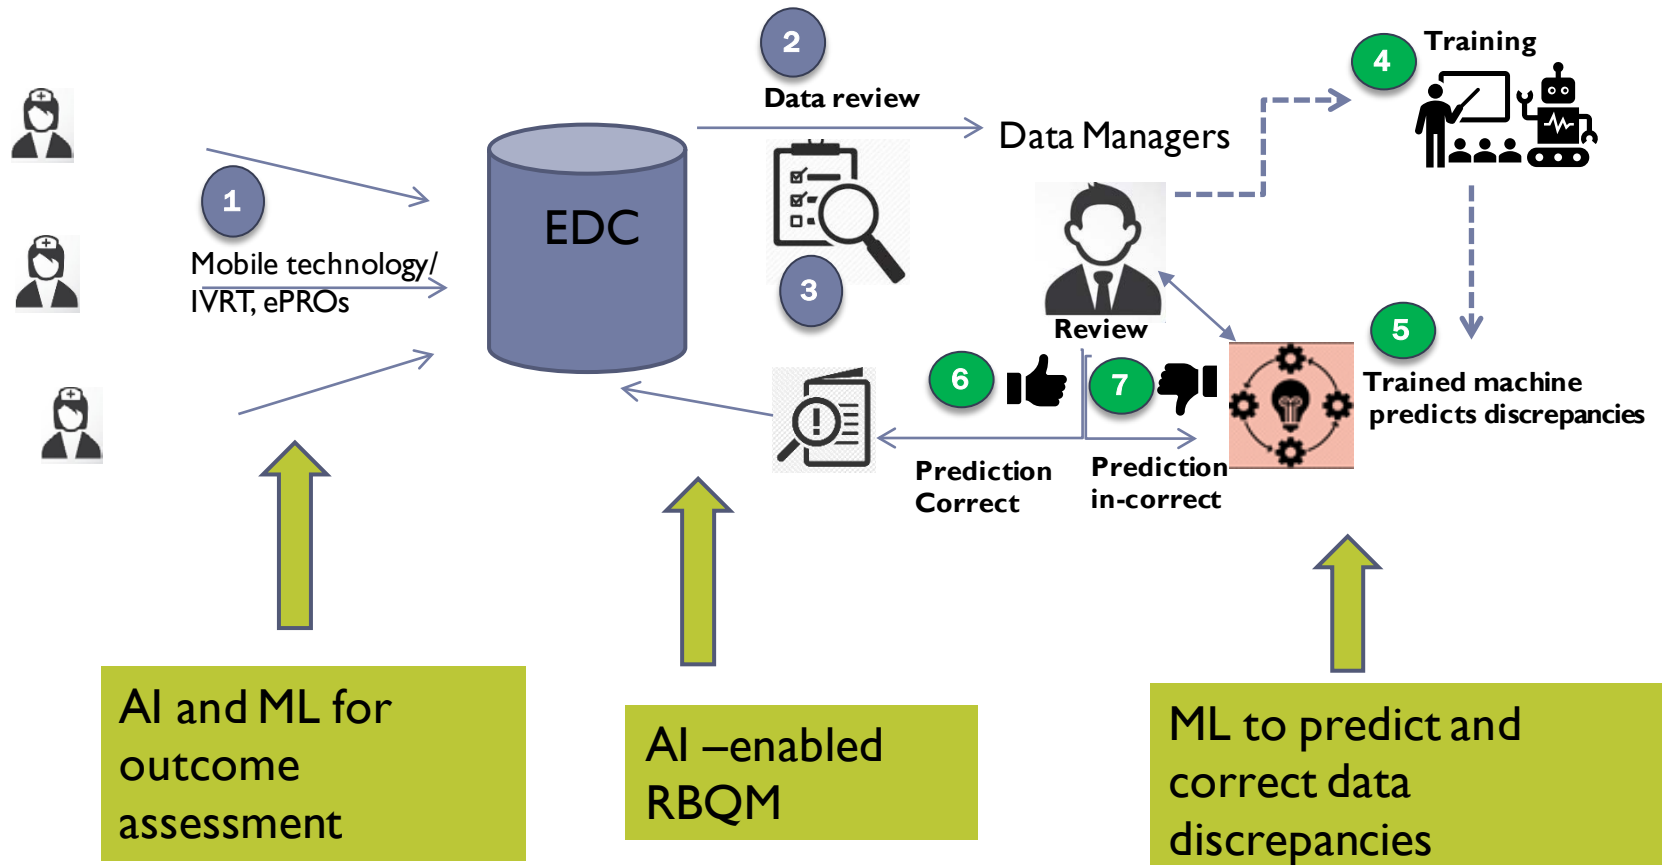 2
Data review
4
Training
Data Managers
1
EDC
Mobile technology/
IVRT, ePROs
3
Review
5
Trained machine
predicts discrepancies
6
7
Prediction
Correct
Prediction
in-correct
AI and ML for
outcome
assessment
AI –enabled
RBQM
ML to predict and
correct data
discrepancies